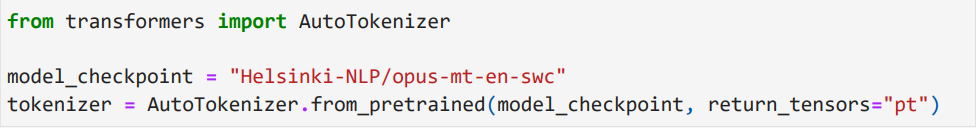 from transformers import AutoTokenizer
model_checkpoint = "Helsinki-NLP/opus-mt-en-swc"
tokenizer = AutoTokenizer.from_pretrained(model_checkpoint, return_tensors="pt")